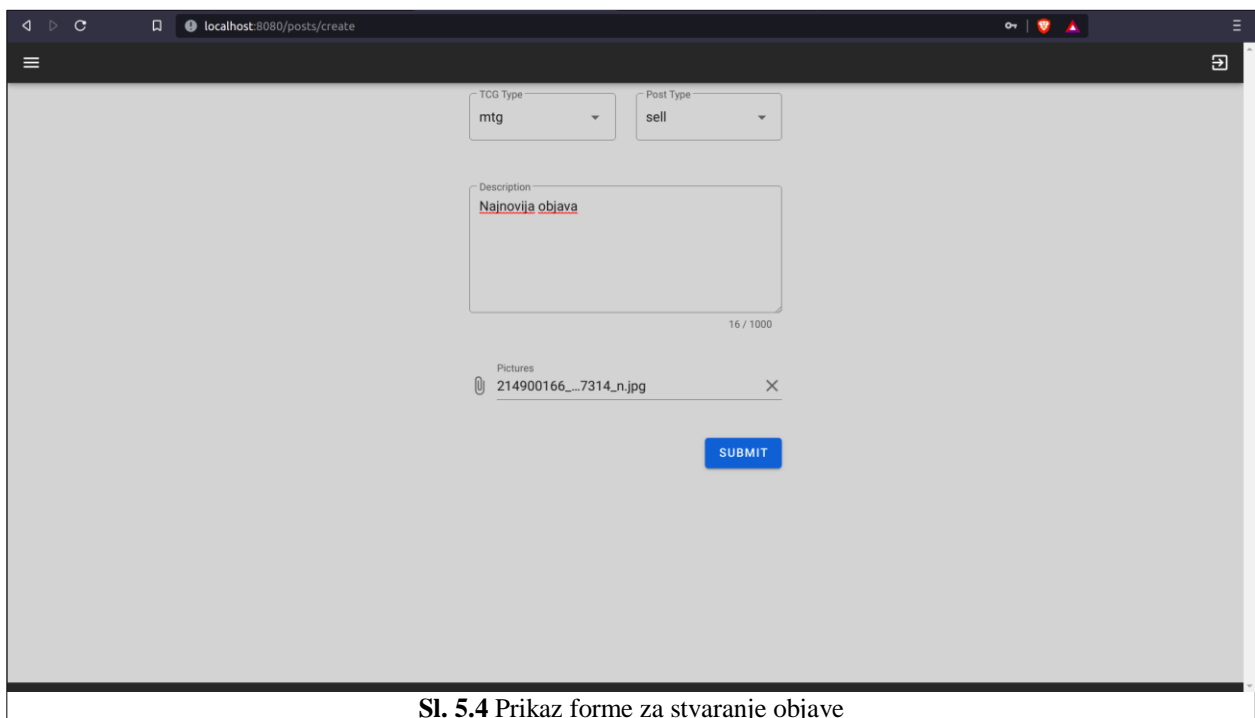 localhost:8080/posts/create
TCG Type
Post Type
mtg
sell
Description
Najnovija objava
16 / 1000
Pictures
214900166_...7314_n.jpg
SUBMIT
Sl. 5.4 Prikaz forme za stvaranje objave